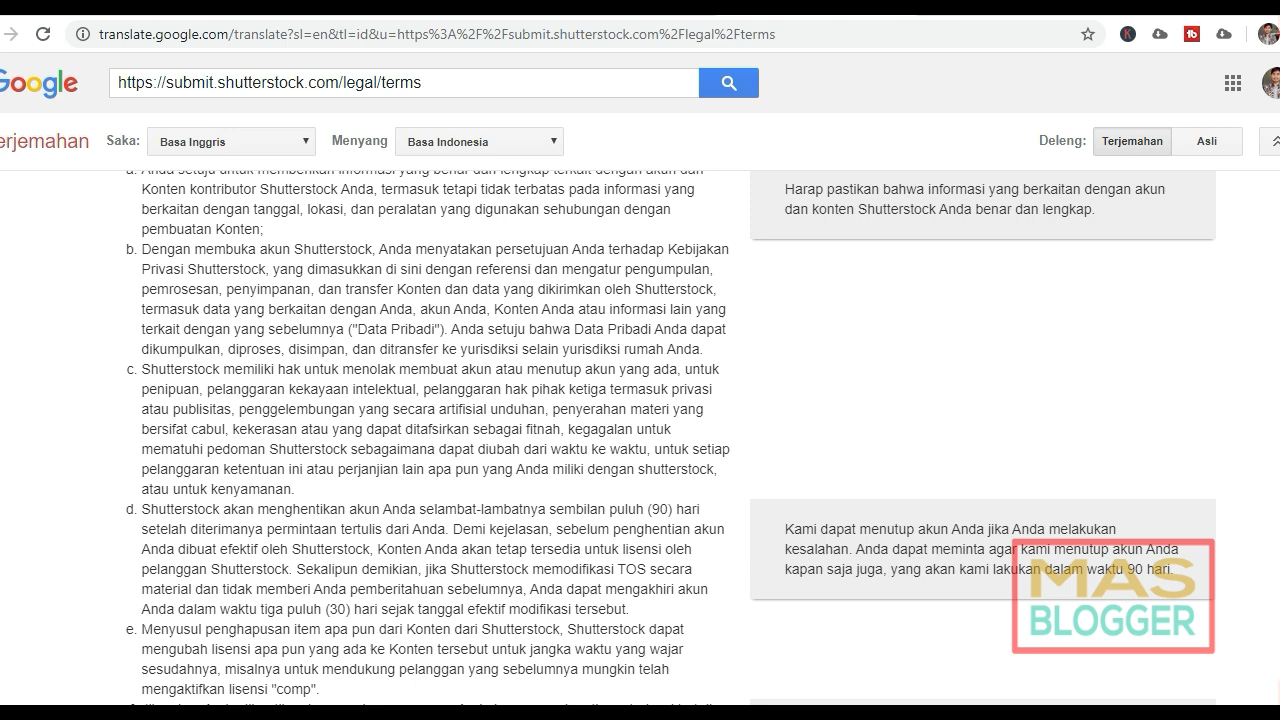 translate.google.com/translate?sl=en&tl=id&u=https%3A%2F%2Fsubmit.shutterstock.com%2Flegal%2Fterms
Google
https://submit.shutterstock.com/legal/terms
erjemahan
Saka:
Basa Inggris
Menyang
Basa Indonesia
Deleng:
Terjemahan
Asli
a. Anda setuju untuk memberikan informasi yang benar dan lengkap terkait dengan akun dan
Konten kontributor Shutterstock Anda, termasuk tetapi tidak terbatas pada informasi yang
berkaitan dengan tanggal, lokasi, dan peralatan yang digunakan sehubungan dengan
pembuatan Konten;
Harap pastikan bahwa informasi yang berkaitan dengan akun
dan konten Shutterstock Anda benar dan lengkap.
b. Dengan membuka akun Shutterstock, Anda menyatakan persetujuan Anda terhadap Kebijakan
Privasi Shutterstock, yang dimasukkan di sini dengan referensi dan mengatur pengumpulan,
pemrosesan, penyimpanan, dan transfer Konten dan data yang dikirimkan oleh Shutterstock,
termasuk data yang berkaitan dengan Anda, akun Anda, Konten Anda atau informasi lain yang
terkait dengan yang sebelumnya ("Data Pribadi"). Anda setuju bahwa Data Pribadi Anda dapat
dikumpulkan, diproses, disimpan, dan ditransfer ke yurisdiksi selain yurisdiksi rumah Anda.
c. Shutterstock memiliki hak untuk menolak membuat akun atau menutup akun yang ada, untuk
penipuan, pelanggaran kekayaan intelektual, pelanggaran hak pihak ketiga termasuk privasi
atau publisitas, penggelembungan yang secara artifisial unduhan, penyerahan materi yang
bersifat cabul, kekerasan atau yang dapat ditafsirkan sebagai fitnah, kegagalan untuk
mematuhi pedoman Shutterstock sebagaimana dapat diubah dari waktu ke waktu, untuk setiap
pelanggaran ketentuan ini atau perjanjian lain apa pun yang Anda miliki dengan shutterstock,
atau untuk kenyamanan.
d. Shutterstock akan menghentikan akun Anda selambat-lambatnya sembilan puluh (90) hari
setelah diterimanya permintaan tertulis dari Anda. Demi kejelasan, sebelum penghentian akun
Anda dibuat efektif oleh Shutterstock, Konten Anda akan tetap tersedia untuk lisensi oleh
pelanggan Shutterstock. Sekalipun demikian, jika Shutterstock memodifikasi TOS secara
material dan tidak memberi Anda pemberitahuan sebelumnya, Anda dapat mengakhiri akun
Anda dalam waktu tiga puluh (30) hari sejak tanggal efektif modifikasi tersebut.
Kami dapat menutup akun Anda jika Anda melakukan
kesalahan. Anda dapat meminta agar kami menutup akun Anda
kapan saja juga, yang akan kami lakukan dalam waktu 90 hari.
MAS
BLOGGER
e. Menyusul penghapusan item apa pun dari Konten dari Shutterstock, Shutterstock dapat
mengubah lisensi apa pun yang ada ke Konten tersebut untuk jangka waktu yang wajar
sesudahnya, misalnya untuk mendukung pelanggan yang sebelumnya mungkin telah
mengaktifkan lisensi "comp".